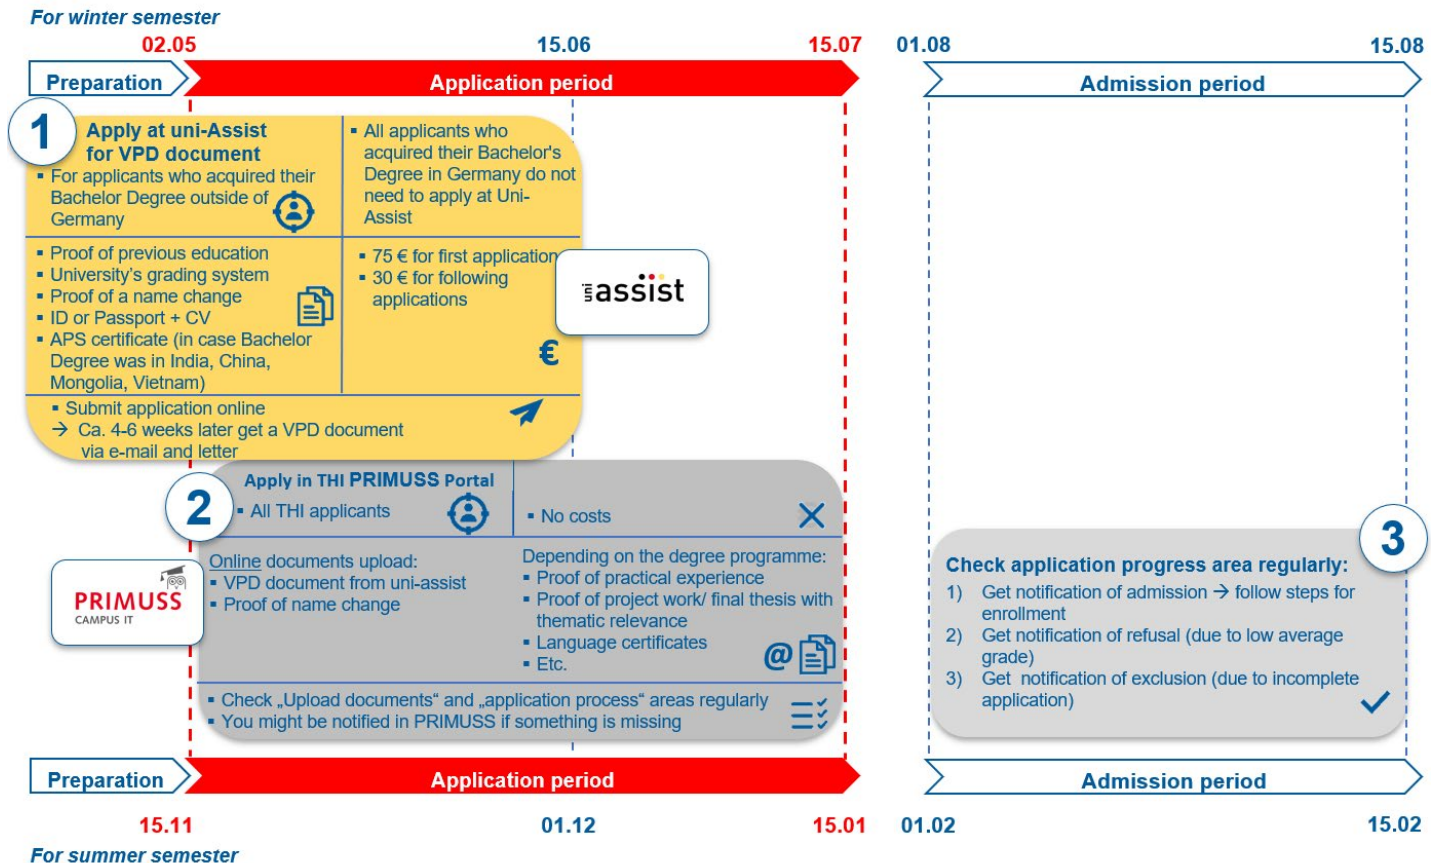 For winter semester
02.05
15.06
15.07
01.08
15.08
Preparation
Application period
Admission period
1
Apply at uni-Assist
for VPD document
▪ For applicants who acquired their
Bachelor Degree outside of
Germany
▪ All applicants who
acquired their Bachelor's
Degree in Germany do not
need to apply at Uni-
Assist
▪ Proof of previous education
▪ University's grading system
▪ Proof of a name change
▪ ID or Passport + CV
▪ APS certificate (in case Bachelor
Degree was in India, China,
Mongolia, Vietnam)
▪ 75 € for first application
▪ 30 € for following
applications
€
uni assist
▪ Submit application online
→ Ca. 4-6 weeks later get a VPD document
via e-mail and letter
2
Apply in THI PRIMUSS Portal
▪ All THI applicants
▪ No costs
PRIMUSS
CAMPUS IT
Online documents upload:
▪ VPD document from uni-assist
▪ Proof of name change
Depending on the degree programme:
▪ Proof of practical experience
▪ Proof of project work/ final thesis with
thematic relevance
▪ Language certificates
▪ Etc.
@
▪ Check „Upload documents“ and „application process“ areas regularly
▪ You might be notified in PRIMUSS if something is missing
3
Check application progress area regularly:
1) Get notification of admission → follow steps for
enrollment
2) Get notification of refusal (due to low average
grade)
3) Get notification of exclusion (due to incomplete
application)
Preparation
Application period
Admission period
15.11
01.12
15.01
01.02
15.02
For summer semester